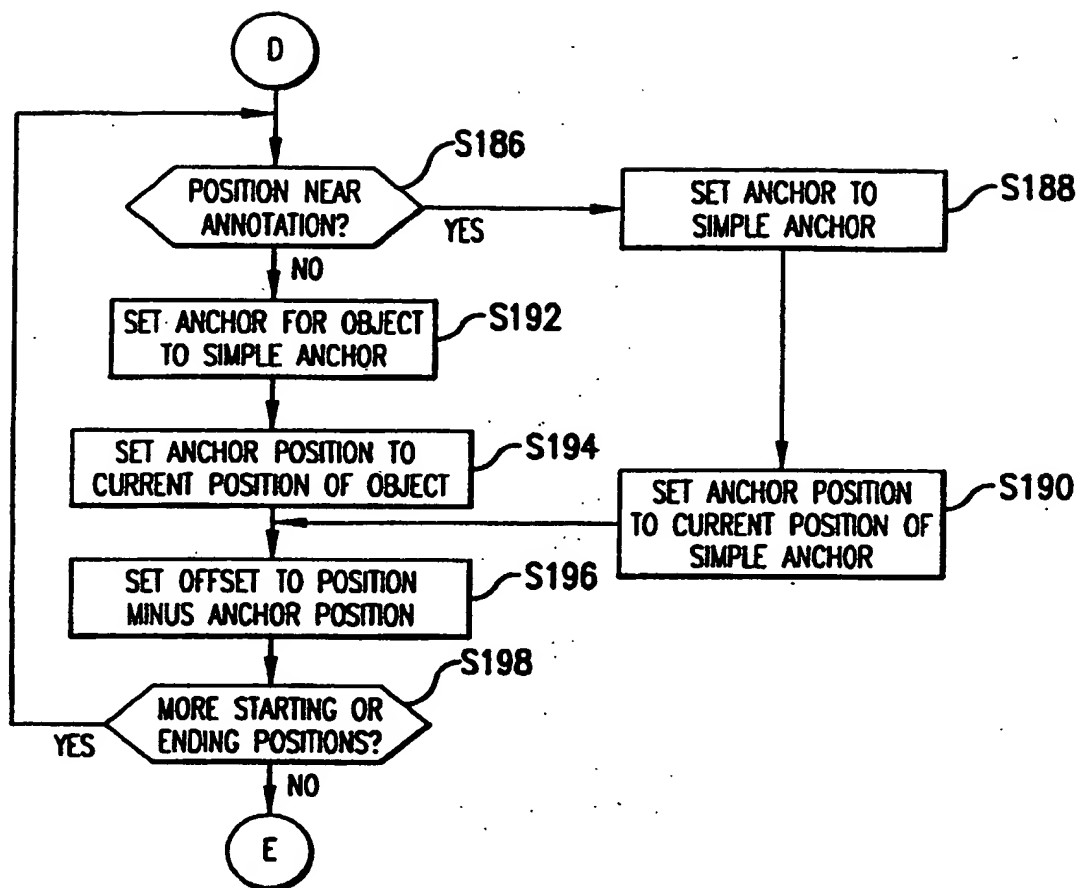 D
S186
POSITION NEAR
ANNOTATION?
YES
NO
SET ANCHOR TO
SIMPLE ANCHOR
S188
SET ANCHOR FOR OBJECT
TO SIMPLE ANCHOR
S192
SET ANCHOR POSITION TO
CURRENT POSITION OF OBJECT
S194
SET ANCHOR POSITION
TO CURRENT POSITION OF
SIMPLE ANCHOR
S190
SET OFFSET TO POSITION
MINUS ANCHOR POSITION
S196
S198
MORE STARTING OR
ENDING POSITIONS?
YES
NO
E